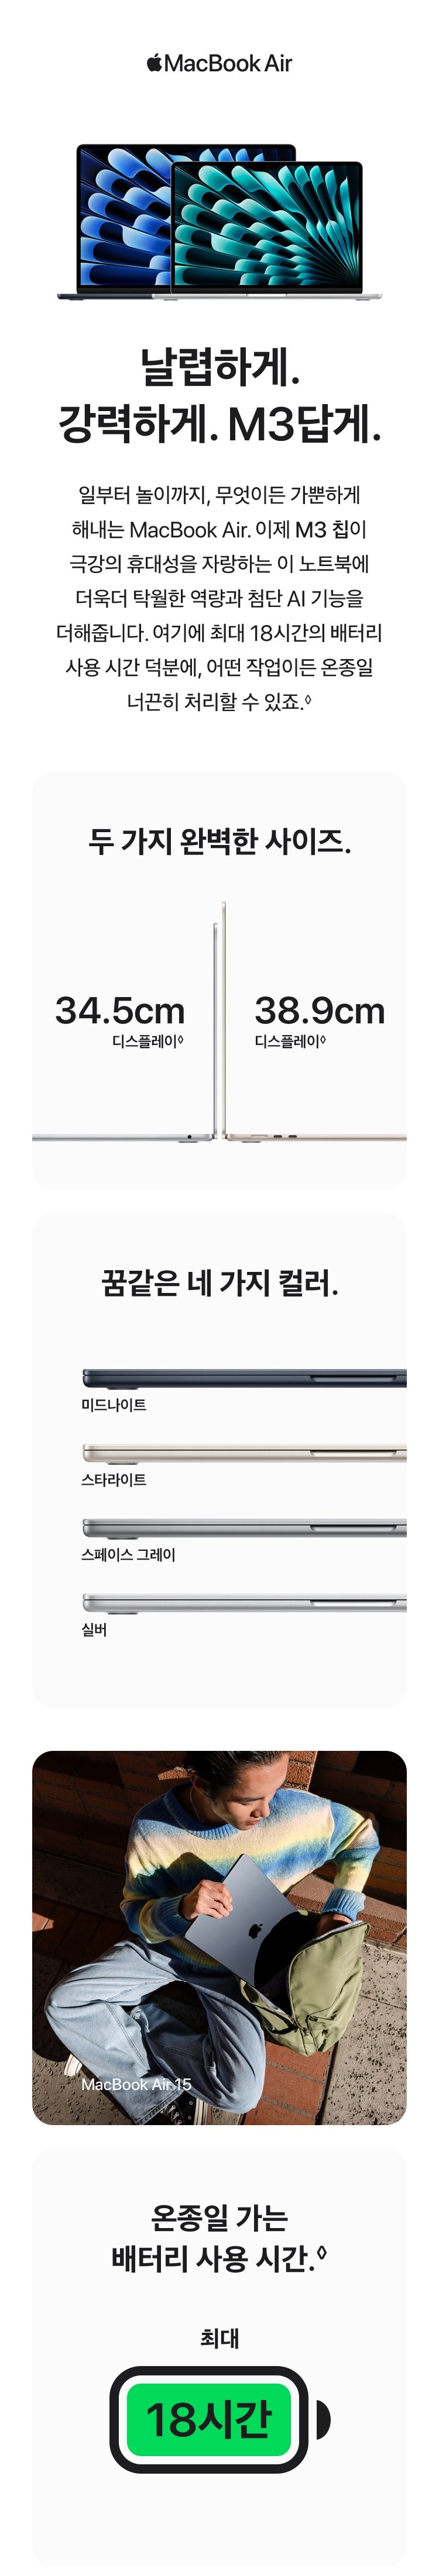 MacBook Air
날렵하게.
강력하게. M3답게.
일부터 놀이까지, 무엇이든 가뿐하게
해내는 MacBook Air. 이제 M3 칩이
극강의 휴대성을 자랑하는 이 노트북에
더욱더 탁월한 역량과 첨단 AI 기능을
더해줍니다. 여기에 최대 18시간의 배터리
사용 시간 덕분에, 어떤 작업이든 온종일
너끈히 처리할 수 있죠.◊
두 가지 완벽한 사이즈.
34.5cm
디스플레이◊
38.9cm
디스플레이◊
꿈같은 네 가지 컬러.
미드나이트
스타라이트
스페이스 그레이
실버
MacBook Air 15
온종일 가는
배터리 사용 시간.◊
최대
18시간